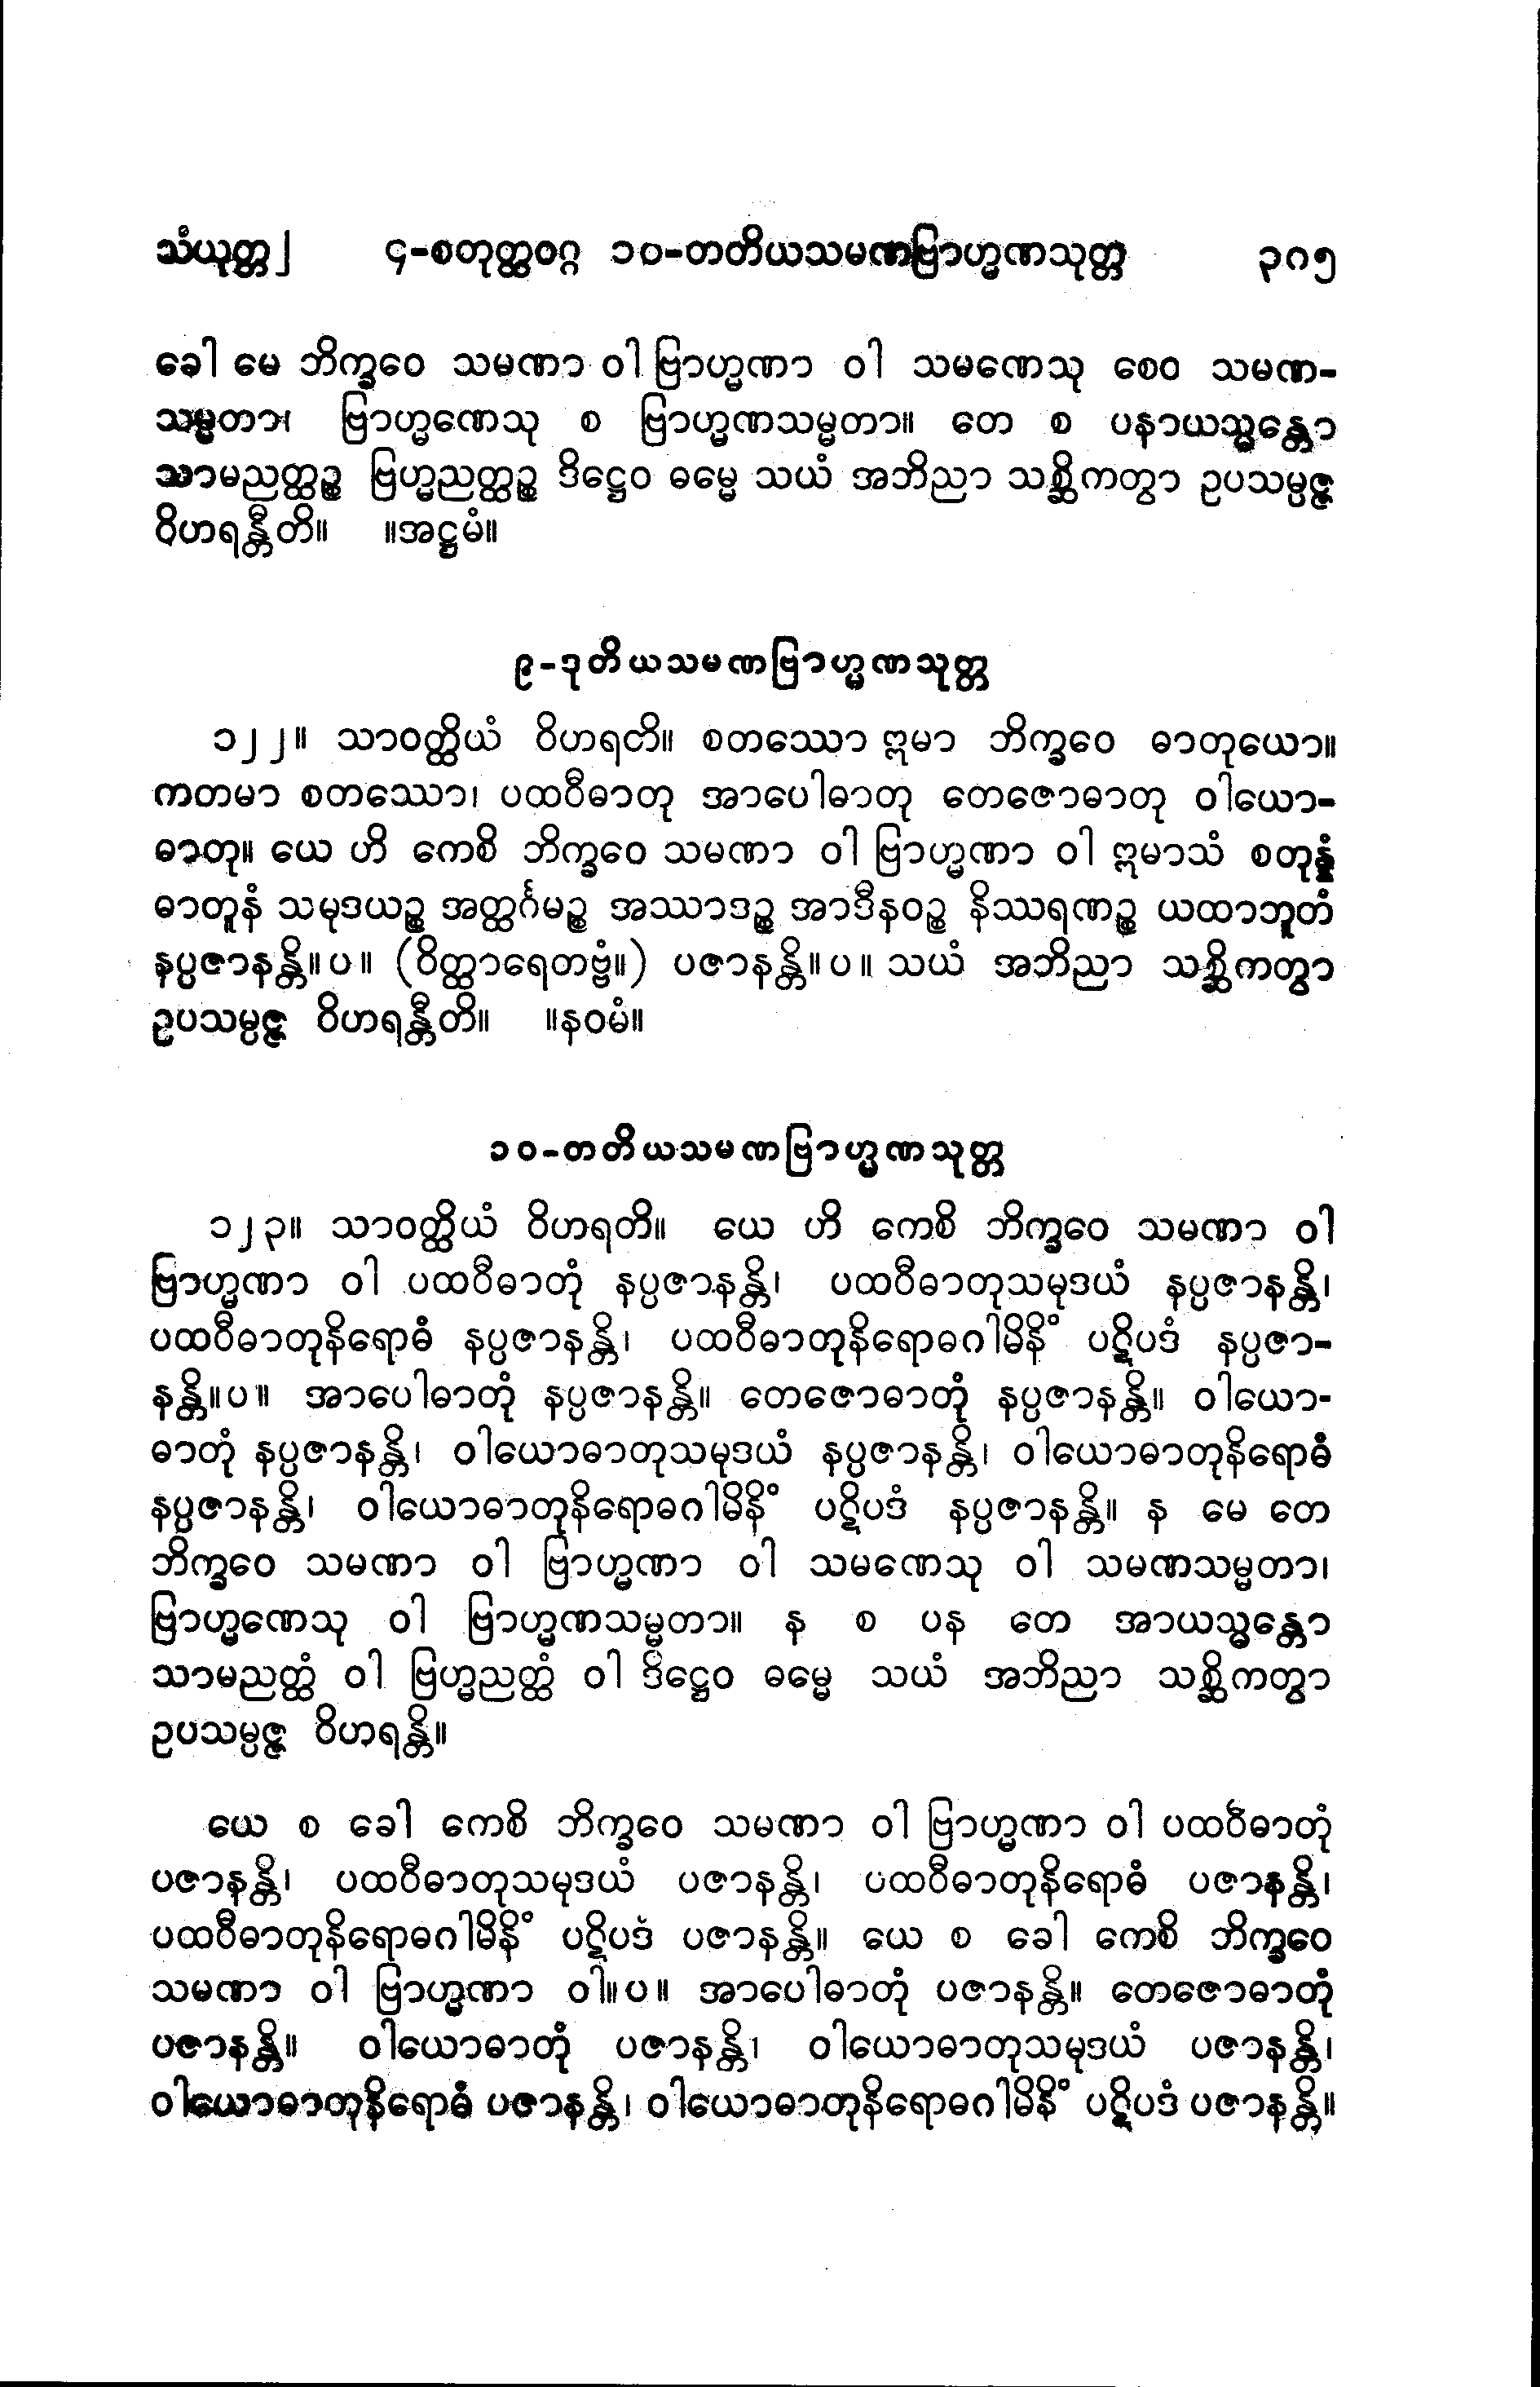 သံယုတ္တ]	၄-စတုတ္ထဝဂ္ဂ ၁၀-တတိယသမဏဗြာဟ္မဏသုတ္တ	၃၈၅
ခေါ မေ ဘိက္ခဝေ သမဏာ ဝါ ဗြာဟ္မဏာ ဝါ သမဏေသု စေဝ သမဏ-
သမ္မတာ၊ ဗြာဟ္မဏေသု စ ဗြာဟ္မဏသမ္မတာ။ တေ စ ပနာယသ္မန္တော
သာမညတ္ထဉ္စ ဗြဟ္မညတ္ထဉ္စ ဒိဋ္ဌေဝ ဓမ္မေ သယံ အဘိညာ သစ္ဆိကတွာ ဥပသမ္ပဇ္ဇ
ဝိဟရန္တီတိ။ ။အဋ္ဌမံ။
၉-ဒုတိယသမဏဗြာဟ္မဏသုတ္တ
၁၂၂။ သာဝတ္ထိယံ ဝိဟရတိ။ စတဿော ဣမာ ဘိက္ခဝေ ဓာတုယော။
ကတမာ စတဿော၊ ပထဝီဓာတု အာပေါဓာတု တေဇောဓာတု ဝါယော-
ဓာတု။ ယေ ဟိ ကေစိ ဘိက္ခဝေ သမဏာ ဝါ ဗြာဟ္မဏာ ဝါ ဣမာသံ စတုန္နံ
ဓာတူနံ သမုဒယဉ္စ အတ္ထင်္ဂမဉ္စ အဿာဒဉ္စ အာဒီနဝဉ္စ နိဿရဏဉ္စ ယထာဘူတံ
နပ္ပဇာနန္တိ။ပ။ (ဝိတ္ထာရေတဗ္ဗံ။) ပဇာနန္တိ။ပ။ သယံ အဘိညာ သစ္ဆိကတွာ
ဥပသမ္ပဇ္ဇ ဝိဟရန္တီတိ။ ။နဝမံ။
၁၀-တတိယသမဏဗြာဟ္မဏသုတ္တ
၁၂၃။ သာဝတ္ထိယံ ဝိဟရတိ။ ယေ ဟိ ကေစိ ဘိက္ခဝေ သမဏာ ဝါ
ဗြာဟ္မဏာ ဝါ ပထဝီဓာတုံ နပ္ပဇာနန္တိ၊ ပထဝီဓာတုသမုဒယံ နပ္ပဇာနန္တိ၊
ပထဝီဓာတုနိရောဓံ နပ္ပဇာနန္တိ၊ ပထဝီဓာတုနိရောဓဂါမိနိံ ပဋိပဒံ နပ္ပဇာ-
နန္တိ။ပ။ အာပေါဓာတုံ နပ္ပဇာနန္တိ။ တေဇောဓာတုံ နပ္ပဇာနန္တိ။ ဝါယော-
ဓာတုံ နပ္ပဇာနန္တိ၊ ဝါယောဓာတုသမုဒယံ နပ္ပဇာနန္တိ၊ ဝါယောဓာတုနိရောဓံ
နပ္ပဇာနန္တိ၊ ဝါယောဓာတုနိရောဓဂါမိနိံ ပဋိပဒံ နပ္ပဇာနန္တိ။ န မေ တေ
ဘိက္ခဝေ သမဏာ ဝါ ဗြာဟ္မဏာ ဝါ သမဏေသု ဝါ သမဏသမ္မတာ၊
ဗြာဟ္မဏေသု ဝါ ဗြာဟ္မဏသမ္မတာ။ န စ ပန တေ အာယသ္မန္တော
သာမညတ္ထံ ဝါ ဗြဟ္မညတ္ထံ ဝါ ဒိဋ္ဌေဝ ဓမ္မေ သယံ အဘိညာ သစ္ဆိကတွာ
ဥပသမ္ပဇ္ဇ ဝိဟရန္တိ။
ယေ စ ခေါ ကေစိ ဘိက္ခဝေ သမဏာ ဝါ ဗြာဟ္မဏာ ဝါ ပထဝီဓာတုံ
ပဇာနန္တိ၊ ပထဝီဓာတုသမုဒယံ ပဇာနန္တိ၊ ပထဝီဓာတုနိရောဓံ ပဇာနန္တိ၊
ပထဝီဓာတုနိရောဓဂါမိနိံ ပဋိပဒံ ပဇာနန္တိ။ ယေ စ ခေါ ကေစိ ဘိက္ခဝေ
သမဏာ ဝါ ဗြာဟ္မဏာ ဝါ။ပ။ အာပေါဓာတုံ ပဇာနန္တိ။ တေဇောဓာတုံ
ပဇာနန္တိ။ ဝါယောဓာတုံ ပဇာနန္တိ၊ ဝါယောဓာတုသမုဒယံ ပဇာနန္တိ၊
ဝါယောဓာတုနိရောဓံ ပဇာနန္တိ၊ ဝါယောဓာတုနိရောဓဂါမိနိံ ပဋိပဒံ ပဇာနန္တိ။